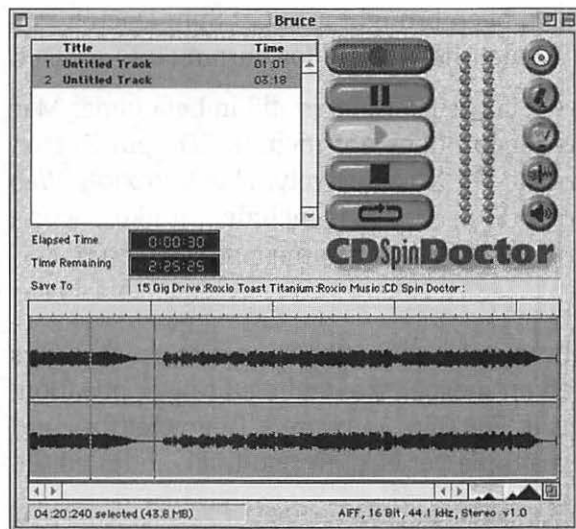 Bruce
Title Time
1 Untitled Track 01:01
2 Untitled Track 03:18
Elapsed Time 0:00:30
Time Remaining 2:25:25
CDSpinDoctor
Save To 15 Gig Drive:Roxio Toast Titanium:Roxio Music:CD Spin Doctor:
04:20:240 selected (43.8 MB) AIFF, 16 Bit, 44.1 kHz, Stereo v1.0